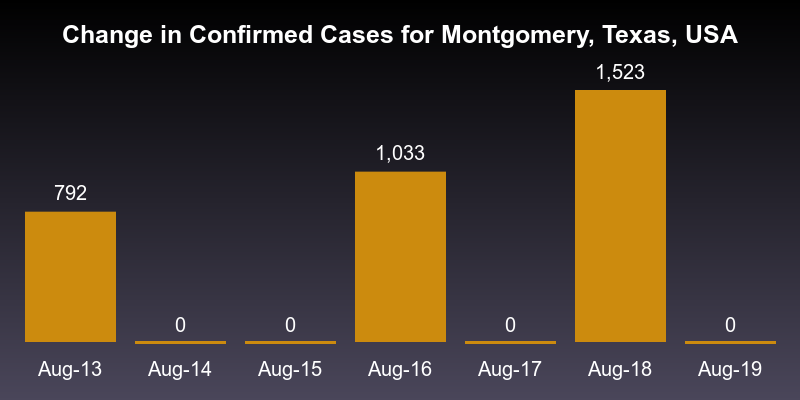 Change in Confirmed Cases for Montgomery, Texas, USA
1,523
1,033
792
0
0
0
0
Aug-13
Aug-14
Aug-15
Aug-16
Aug-17
Aug-18
Aug-19